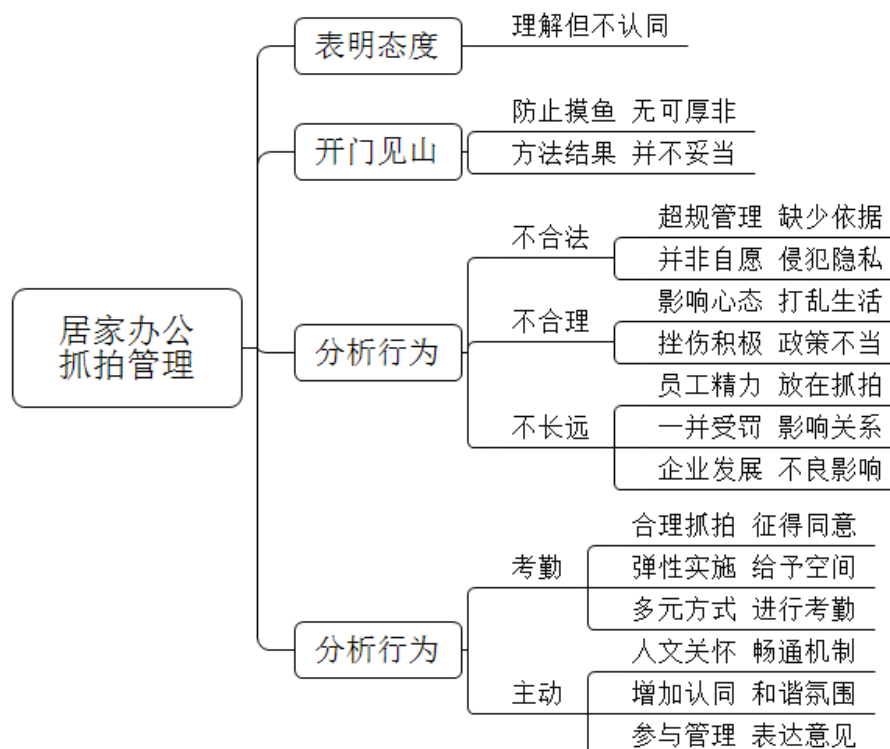 居家办公
抓拍管理
表明态度
理解但不认同
开门见山
防止摸鱼 无可厚非
方法结果 并不妥当
分析行为
不合法
超规管理 缺少依据
并非自愿 侵犯隐私
不合理
影响心态 打乱生活
挫伤积极 政策不当
不长远
员工精力 放在抓拍
一并受罚 影响关系
企业发展 不良影响
分析行为
考勤
合理抓拍 征得同意
弹性实施 给予空间
多元方式 进行考勤
主动
人文关怀 畅通机制
增加认同 和谐氛围
参与管理 表达意见